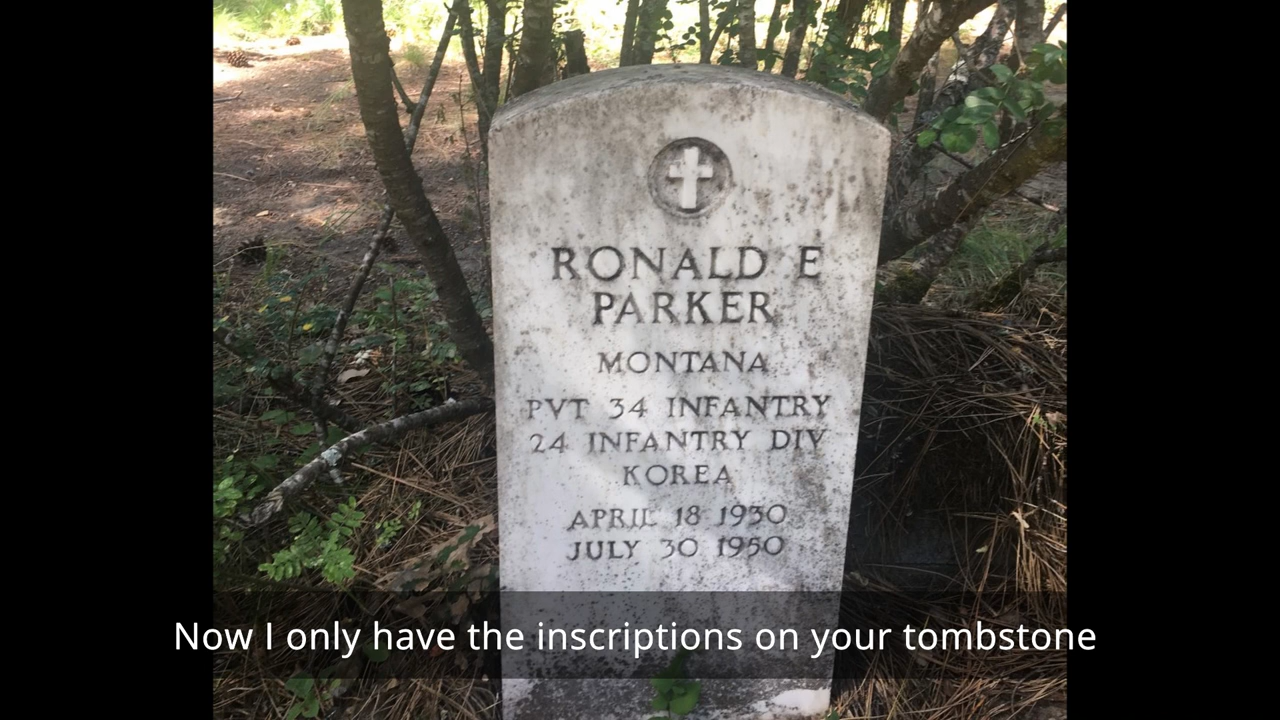 RONALD E
PARKER
MONTANA
PVT 34 INFANTRY
24 INFANTRY DIV
KOREA
APRIL 18 1930
JULY 30 1950
Now I only have the inscriptions on your tombstone